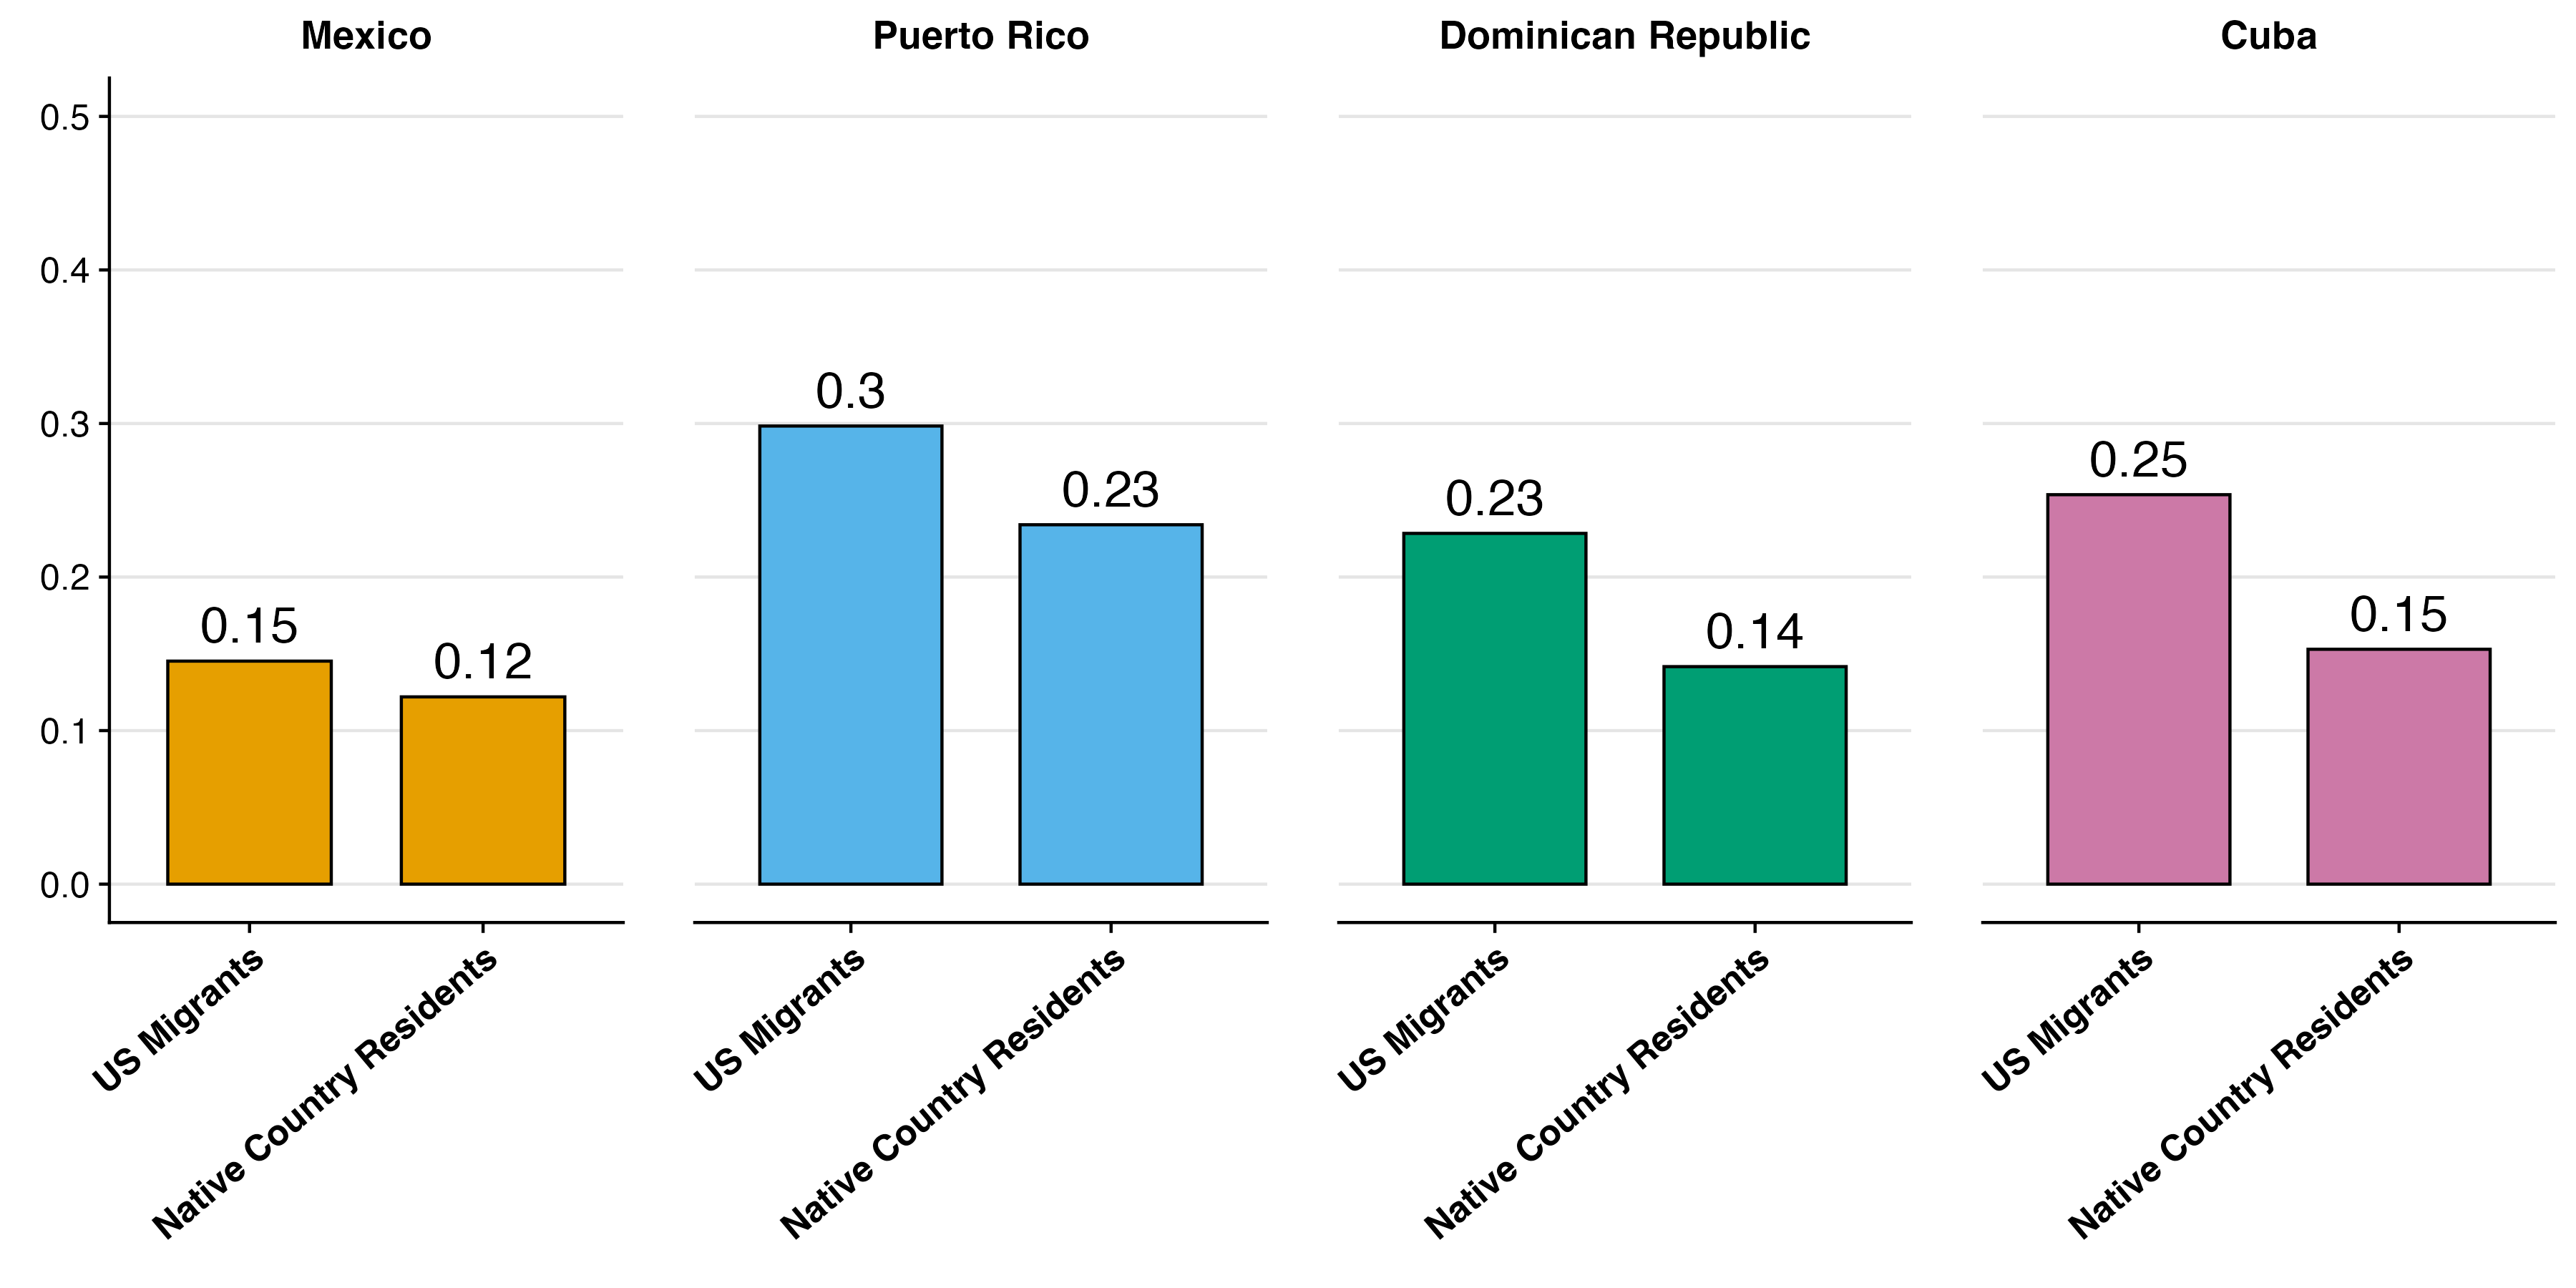 Mexico
Puerto Rico
Dominican Republic
Cuba
0.5
0.4
0.3
0.2
0.1
0.0
0.15
0.12
0.3
0.23
0.23
0.14
0.25
0.15
US Migrants
Native Country Residents
US Migrants
Native Country Residents
US Migrants
Native Country Residents
US Migrants
Native Country Residents